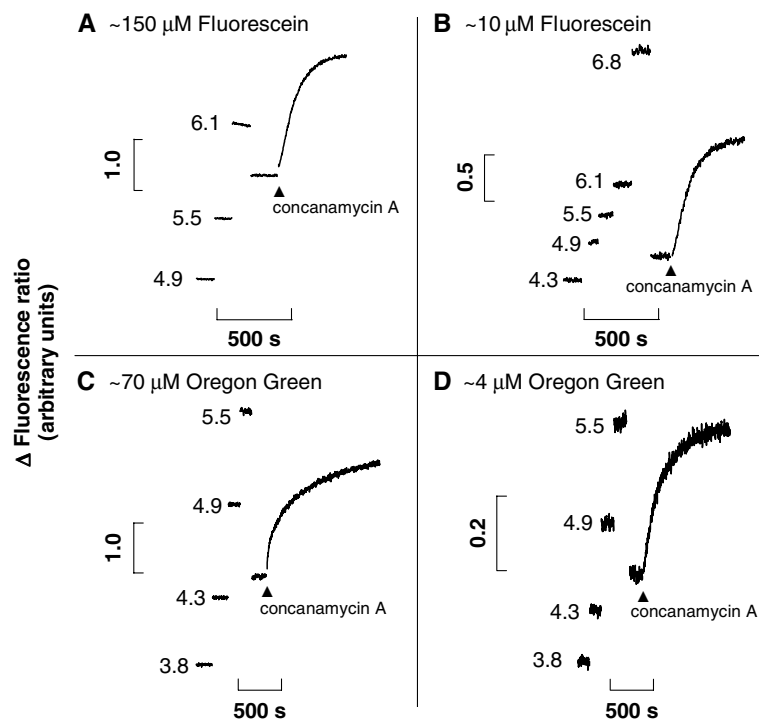 Δ Fluorescence ratio
(arbitrary units)
A ~150 μM Fluorescein
6.1
1.0
5.5
concanamycin A
4.9
500 s
B ~10 μM Fluorescein
6.8
0.5
6.1
5.5
4.9
4.3
concanamycin A
500 s
C ~70 μM Oregon Green
5.5
4.9
1.0
4.3
concanamycin A
3.8
500 s
D ~4 μM Oregon Green
5.5
4.9
0.2
4.3
concanamycin A
3.8
500 s